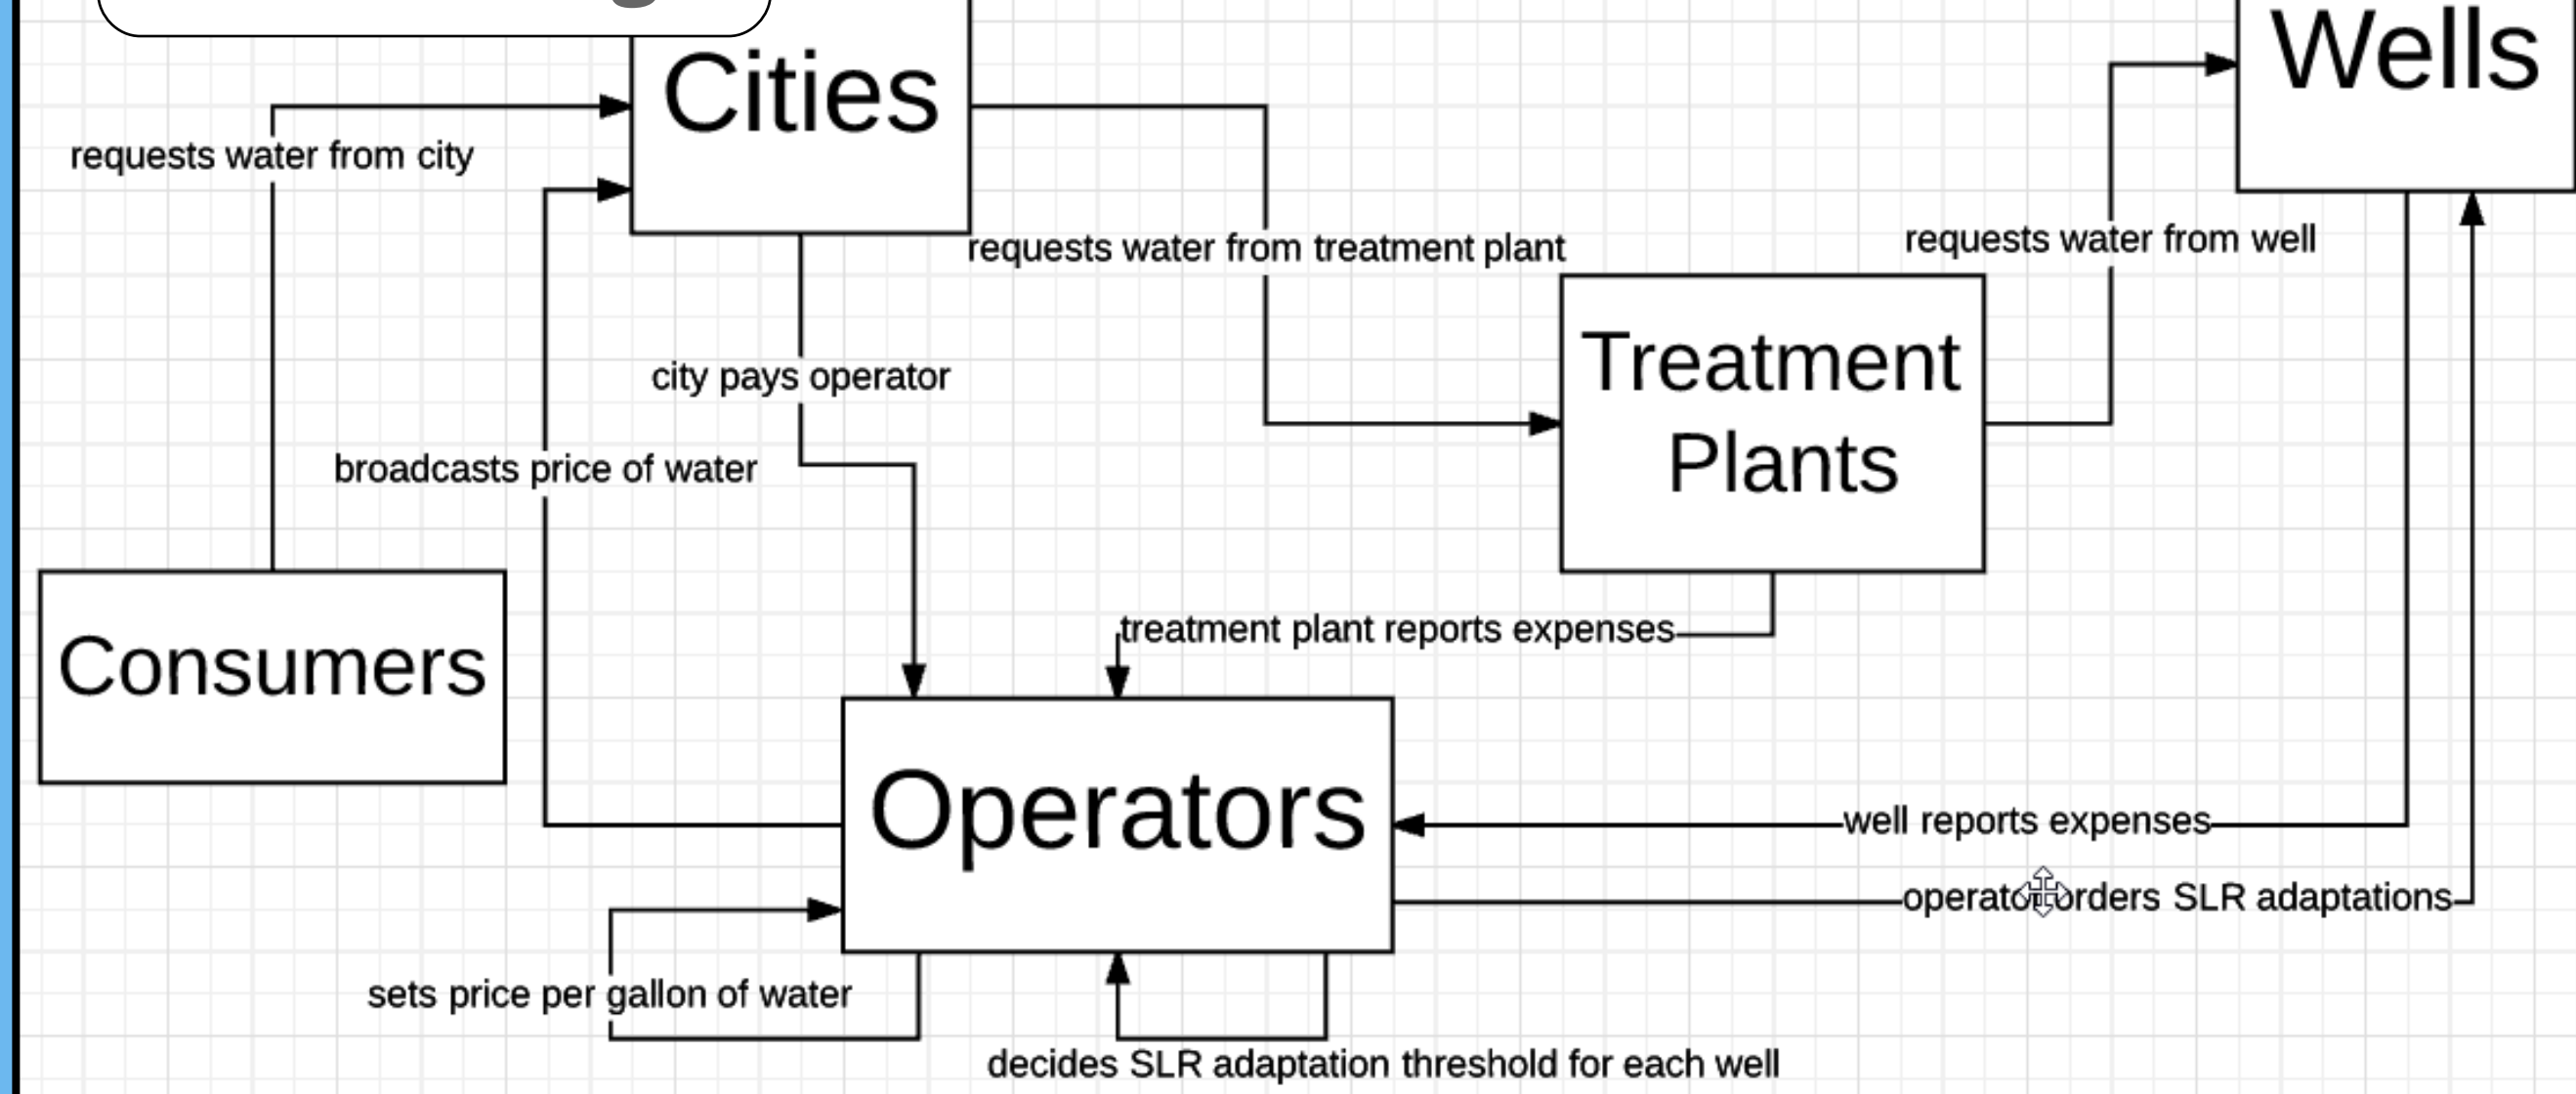 Cities
Wells
requests water from city
requests water from treatment plant
requests water from well
Treatment
Plants
city pays operator
broadcasts price of water
Consumers
treatment plant reports expenses
Operators
well reports expenses
operator orders SLR adaptations
sets price per gallon of water
decides SLR adaptation threshold for each well